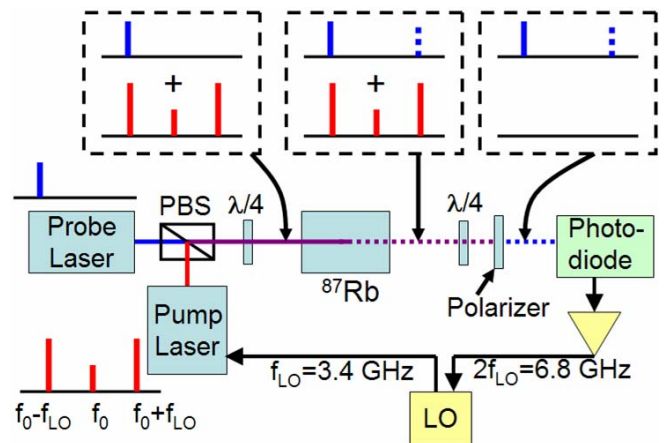 +
+
PBS
λ/4
λ/4
Probe
Laser
Photo-
diode
⁸⁷Rb
Polarizer
Pump
Laser
f_LO=3.4 GHz
2f_LO=6.8 GHz
LO
f₀-f_LO
f₀
f₀+f_LO